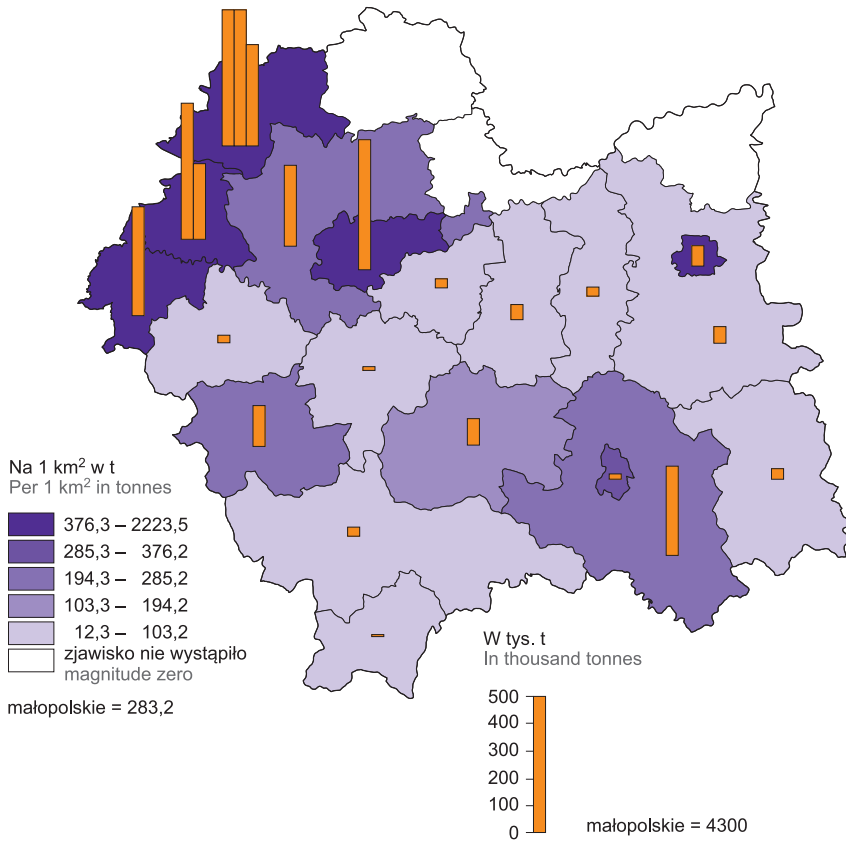 Na 1 km² w t
Per 1 km² in tonnes
376,3 – 2223,5
285,3 – 376,2
194,3 – 285,2
103,3 – 194,2
12,3 – 103,2
zjawisko nie wystąpiło
magnitude zero
małopolskie = 283,2
W tys. t
In thousand tonnes
500
400
300
200
100
0
małopolskie = 4300